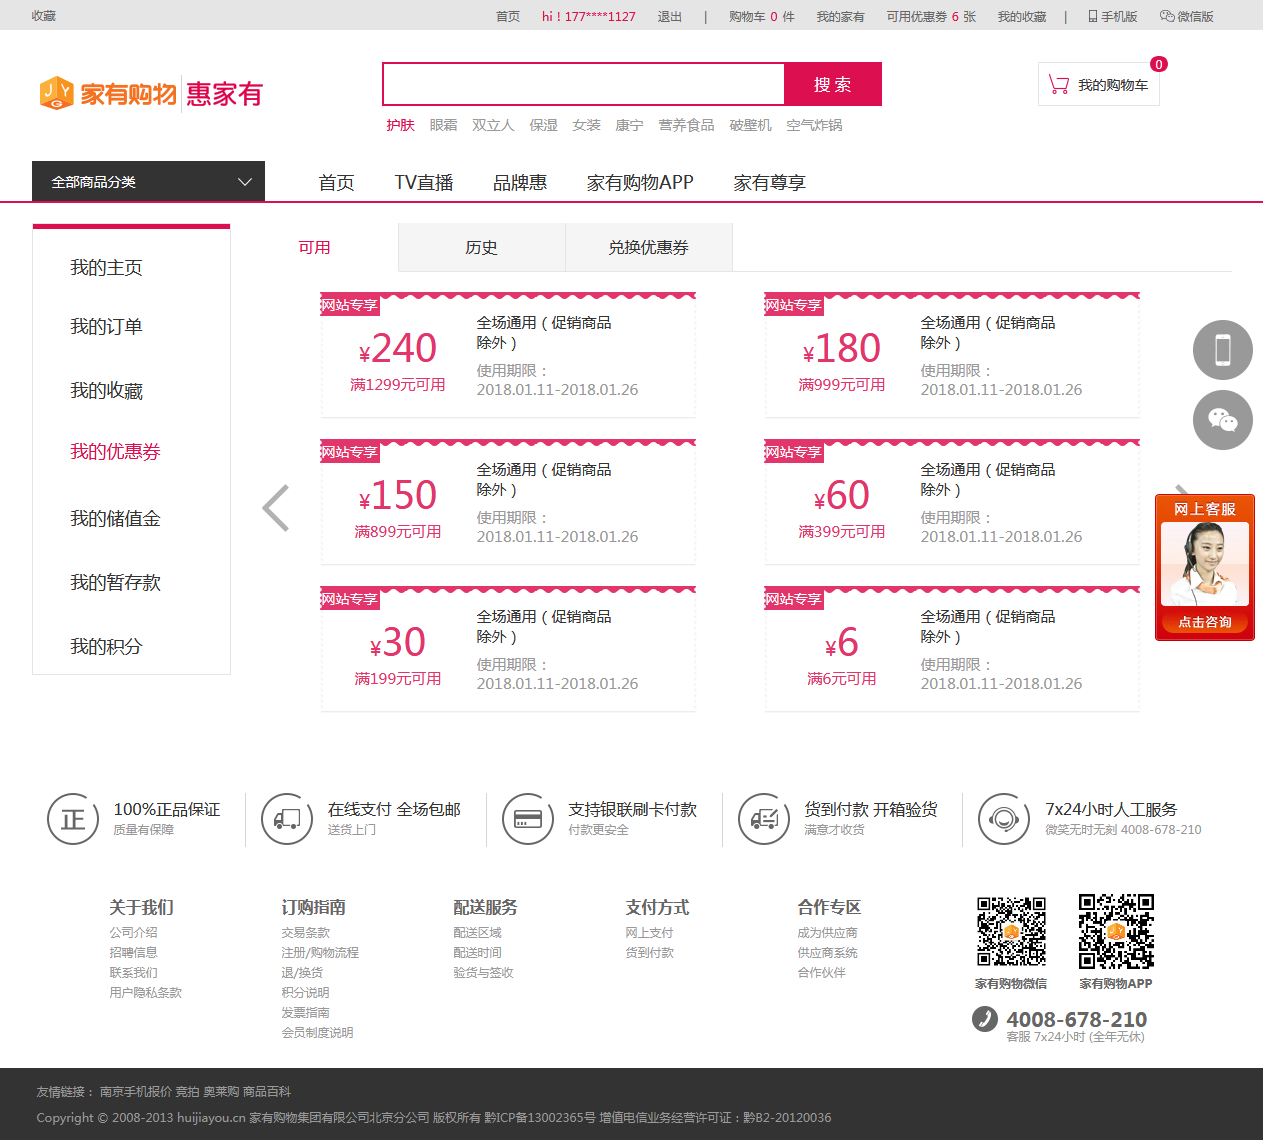 收藏
首页 hi ! 177****1127 退出 | 购物车 0 件 我的家有 可用优惠券 6 张 我的收藏 | 手机版 微信版
JYG 家有购物 惠家有
搜 索
0
我的购物车
护肤 眼霜 双立人 保湿 女装 康宁 营养食品 破壁机 空气炸锅
全部商品分类
首页 TV直播 品牌惠 家有购物APP 家有尊享
我的主页
我的订单
我的收藏
我的优惠券
我的储值金
我的暂存款
我的积分
可用 历史 兑换优惠券
网站专享
¥240
满1299元可用
全场通用 ( 促销商品
除外 )
使用期限：
2018.01.11-2018.01.26
网站专享
¥180
满999元可用
全场通用 ( 促销商品
除外 )
使用期限：
2018.01.11-2018.01.26
网站专享
¥150
满899元可用
全场通用 ( 促销商品
除外 )
使用期限：
2018.01.11-2018.01.26
网站专享
¥60
满399元可用
全场通用 ( 促销商品
除外 )
使用期限：
2018.01.11-2018.01.26
网站专享
¥30
满199元可用
全场通用 ( 促销商品
除外 )
使用期限：
2018.01.11-2018.01.26
网站专享
¥6
满6元可用
全场通用 ( 促销商品
除外 )
使用期限：
2018.01.11-2018.01.26
网上客服
点击咨询
正
100%正品保证
质量有保障
在线支付 全场包邮
送货上门
支持银联刷卡付款
付款更安全
货到付款 开箱验货
满意才收货
7x24小时人工服务
微笑无时无刻 4008-678-210
关于我们
公司介绍
招聘信息
联系我们
用户隐私条款
订购指南
交易条款
注册/购物流程
退/换货
积分说明
发票指南
会员制度说明
配送服务
配送区域
配送时间
验货与签收
支付方式
网上支付
货到付款
合作专区
成为供应商
供应商系统
合作伙伴
家有购物微信
家有购物APP
4008-678-210
客服 7x24小时 (全年无休)
友情链接： 南京手机报价 竞拍 奥莱购 商品百科
Copyright © 2008-2013 huijiayou.cn 家有购物集团有限公司北京分公司 版权所有 黔ICP备13002365号 增值电信业务经营许可证：黔B2-20120036